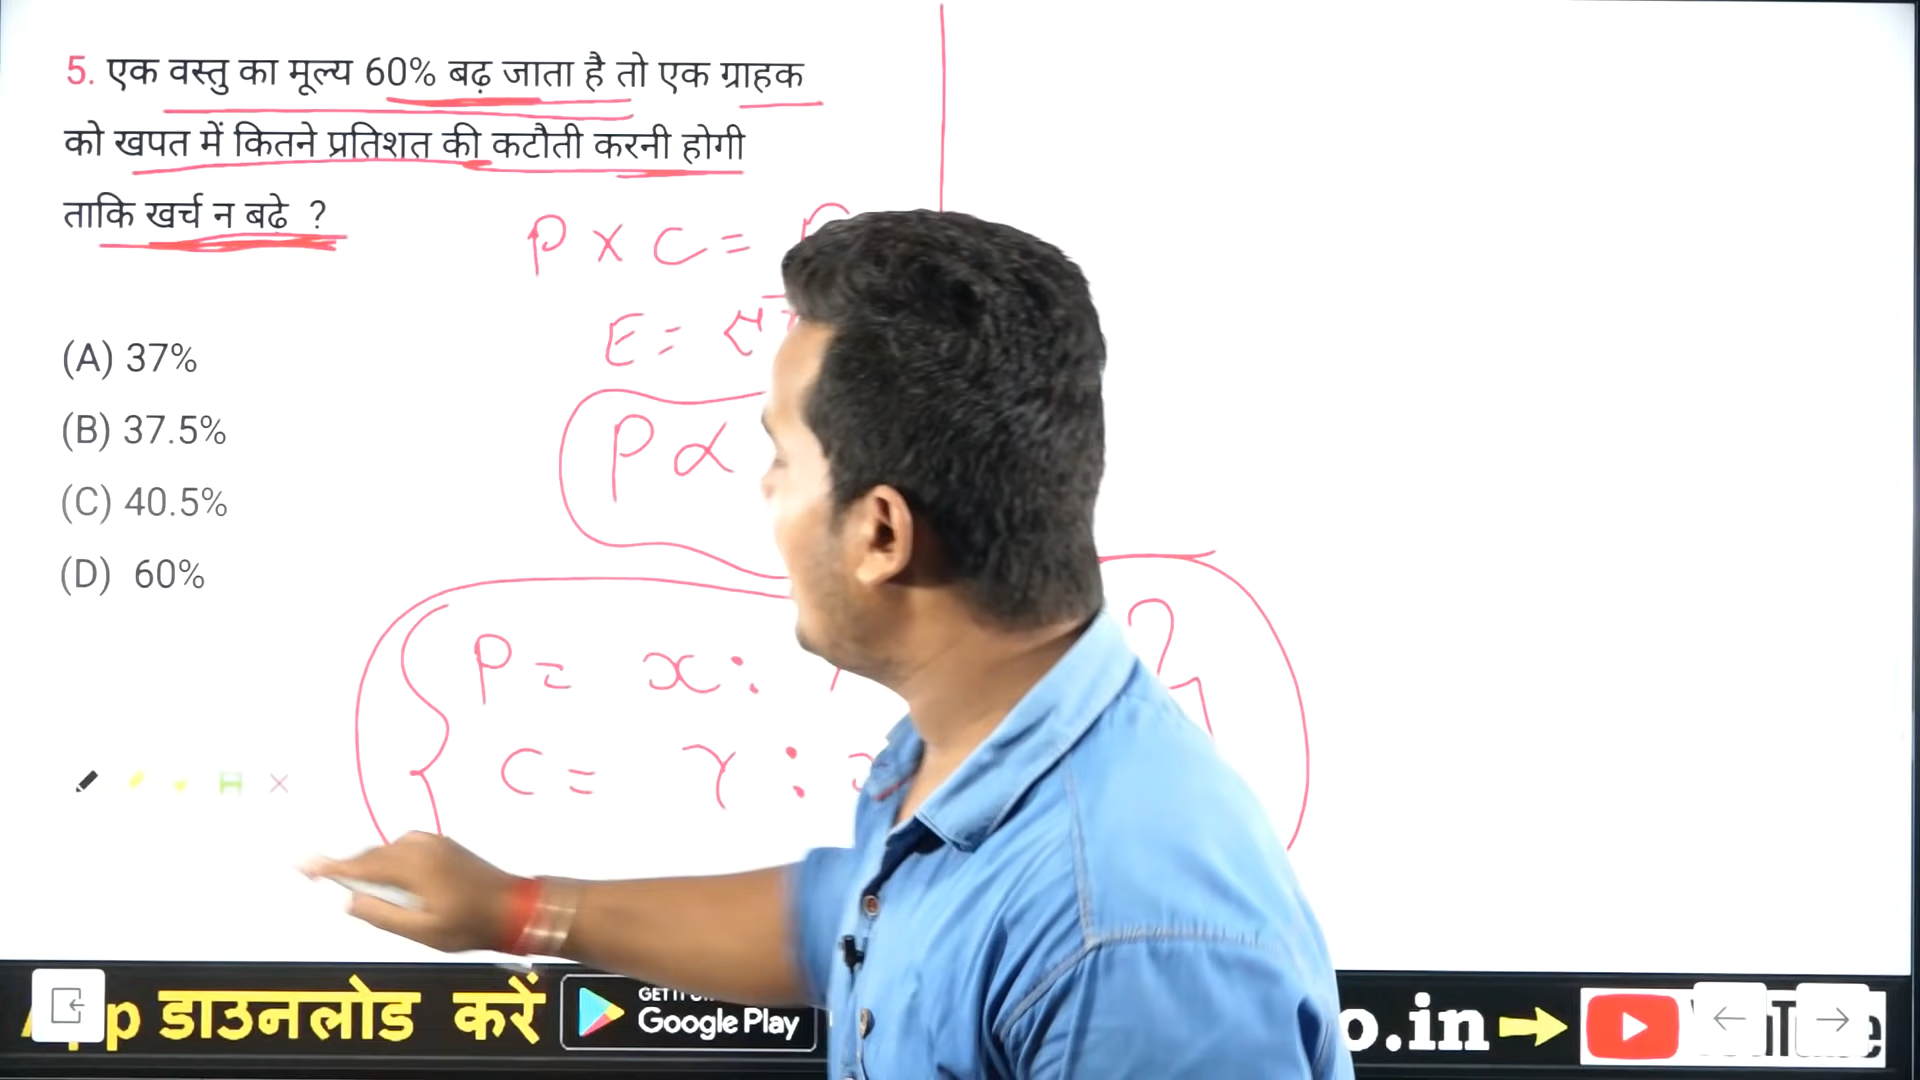 5. एक वस्तु का मूल्य 60% बढ़ जाता है तो एक ग्राहक
को खपत में कितने प्रतिशत की कटौती करनी होगी
ताकि खर्च न बढ़े ?
P × C =
E =
(A) 37%
(B) 37.5%
P ∝
(C) 40.5%
(D) 60%
P = x :
C = y :
डाउनलोड करें
Google Play
o.in